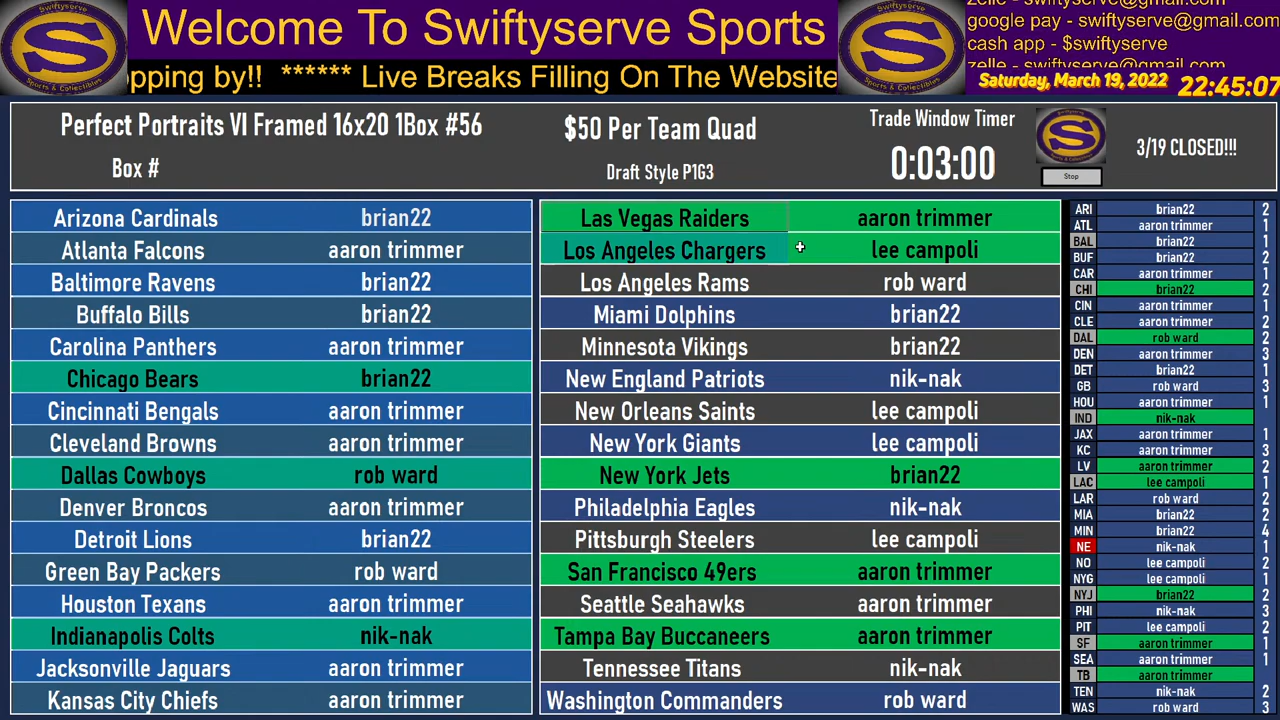 Welcome To Swiftyserve Sports
opping by!! ****** Live Breaks Filling On The Website
zelle - swiftyserve@gmail.com
google pay - swiftyserve@gmail.com
cash app - $swiftyserve
zelle - swiftyserve@gmail.com
Saturday, March 19, 2022 22:45:07
Perfect Portraits VI Framed 16x20 1Box #56
Box #
$50 Per Team Quad
Draft Style P1G3
Trade Window Timer
0:03:00
Stop
3/19 CLOSED!!!
Arizona Cardinals brian22
Atlanta Falcons aaron trimmer
Baltimore Ravens brian22
Buffalo Bills brian22
Carolina Panthers aaron trimmer
Chicago Bears brian22
Cincinnati Bengals aaron trimmer
Cleveland Browns aaron trimmer
Dallas Cowboys rob ward
Denver Broncos aaron trimmer
Detroit Lions brian22
Green Bay Packers rob ward
Houston Texans aaron trimmer
Indianapolis Colts nik-nak
Jacksonville Jaguars aaron trimmer
Kansas City Chiefs aaron trimmer
Las Vegas Raiders aaron trimmer
Los Angeles Chargers lee campoli
Los Angeles Rams rob ward
Miami Dolphins brian22
Minnesota Vikings brian22
New England Patriots nik-nak
New Orleans Saints lee campoli
New York Giants lee campoli
New York Jets brian22
Philadelphia Eagles nik-nak
Pittsburgh Steelers lee campoli
San Francisco 49ers aaron trimmer
Seattle Seahawks aaron trimmer
Tampa Bay Buccaneers aaron trimmer
Tennessee Titans nik-nak
Washington Commanders rob ward
ARI brian22 2
ATL aaron trimmer 1
BAL brian22 1
BUF brian22 2
CAR aaron trimmer 1
CHI brian22 2
CIN aaron trimmer 1
CLE aaron trimmer 2
DAL rob ward 2
DEN aaron trimmer 3
DET brian22 1
GB rob ward 3
HOU aaron trimmer 1
IND nik-nak
JAX aaron trimmer 1
KC aaron trimmer 3
LV aaron trimmer 2
LAC lee campoli 1
LAR rob ward 2
MIA brian22 2
MIN brian22 4
NE nik-nak 1
NO lee campoli 2
NYG lee campoli 1
NYJ brian22 2
PHI nik-nak 3
PIT lee campoli 2
SF aaron trimmer 1
SEA aaron trimmer 1
TB aaron trimmer
TEN nik-nak 2
WAS rob ward 3